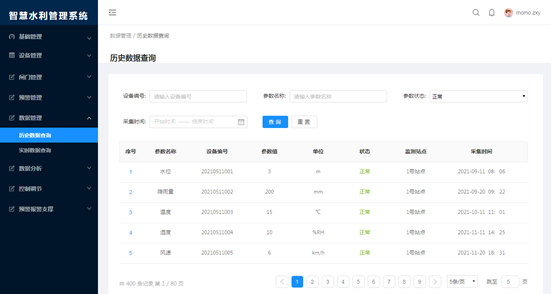 智慧水利管理系统
momo.zxy
基础管理
设备管理
闸门管理
预警管理
数据管理
历史数据查询
实时数据查询
数据分析
控制调节
预警报警支撑
数据管理 / 历史数据查询
历史数据查询
设备编号: 请输入设备编号 参数名称: 请输入参数名称 参数状态: 正常
采集时间: 开始时间 —— 结束时间 查 询 重 置
序号 参数名称 设备编号 参数值 单位 状态 监测站点 采集时间
1 水位 20210511001 3 m 正常 1号站点 2021-09-11 06: 06
2 降雨量 20210511002 200 mm 正常 1号站点 2021-09-20 09: 22
3 温度 20210511003 15 ℃ 正常 1号站点 2021-10-11 11: 01
4 湿度 20210511004 10 %RH 正常 1号站点 2021-11-11 14: 25
5 风速 20210511005 6 km/h 正常 1号站点 2021-11-20 18: 31
共 400 条记录 第 1 / 80 页
1 2 3 4 5 6 7 8 9 5条/页 跳至 5 页